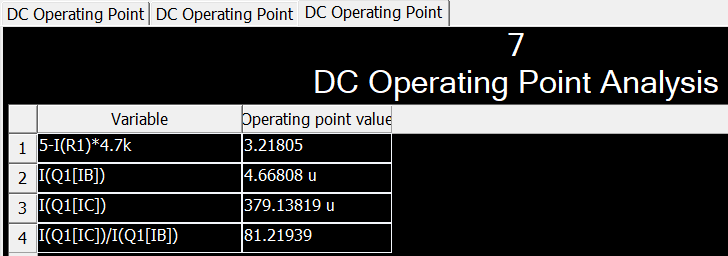 DC Operating Point DC Operating Point DC Operating Point
7
DC Operating Point Analysis
Variable Operating point value
1 5-I(R1)*4.7k 3.21805
2 I(Q1[IB]) 4.66808 u
3 I(Q1[IC]) 379.13819 u
4 I(Q1[IC])/I(Q1[IB]) 81.21939